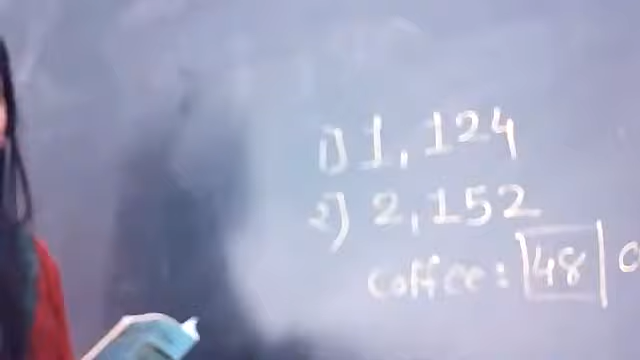 1) 1, 124
2) 2, 152
coffee: 48